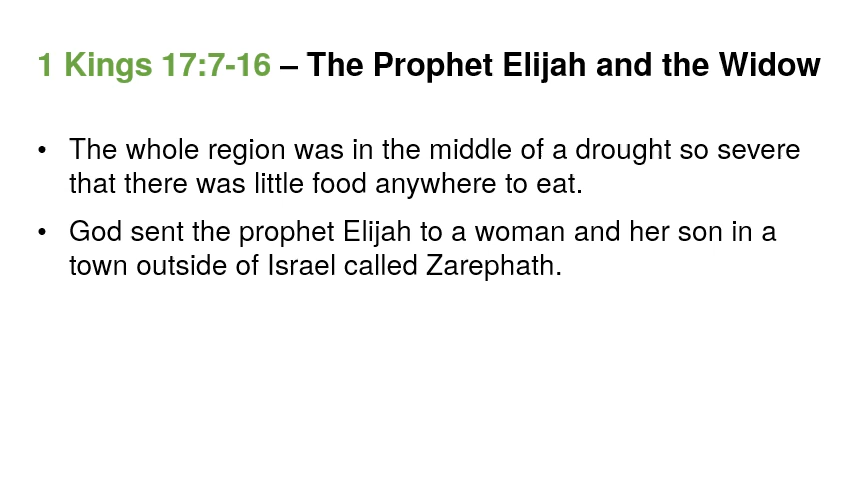 1 Kings 17:7-16 – The Prophet Elijah and the Widow
• The whole region was in the middle of a drought so severe
that there was little food anywhere to eat.
• God sent the prophet Elijah to a woman and her son in a
town outside of Israel called Zarephath.